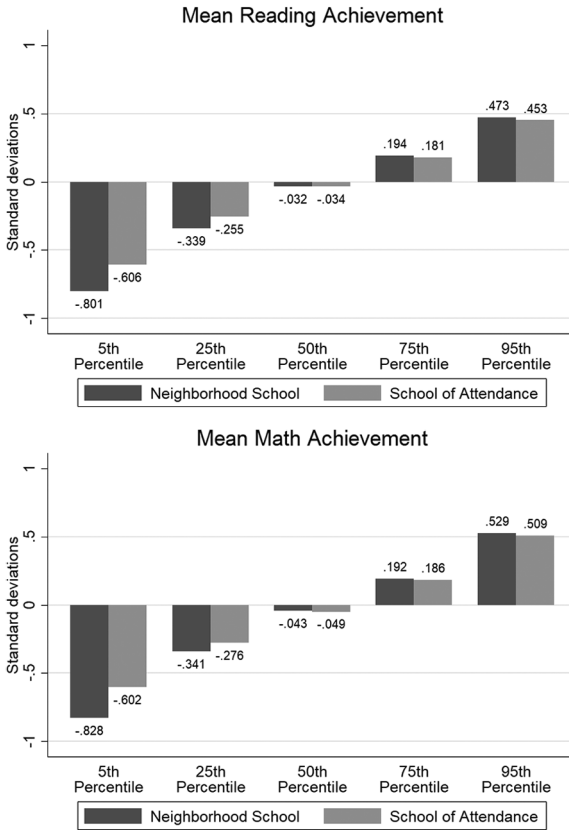 Mean Reading Achievement
Standard deviations
1
.5
0
-.5
-1
-.801
-.606
-.339
-.255
-.032
-.034
.194
.181
.473
.453
5th
Percentile
25th
Percentile
50th
Percentile
75th
Percentile
95th
Percentile
Neighborhood School
School of Attendance
Mean Math Achievement
Standard deviations
1
.5
0
-.5
-1
-.828
-.602
-.341
-.276
-.043
-.049
.192
.186
.529
.509
5th
Percentile
25th
Percentile
50th
Percentile
75th
Percentile
95th
Percentile
Neighborhood School
School of Attendance